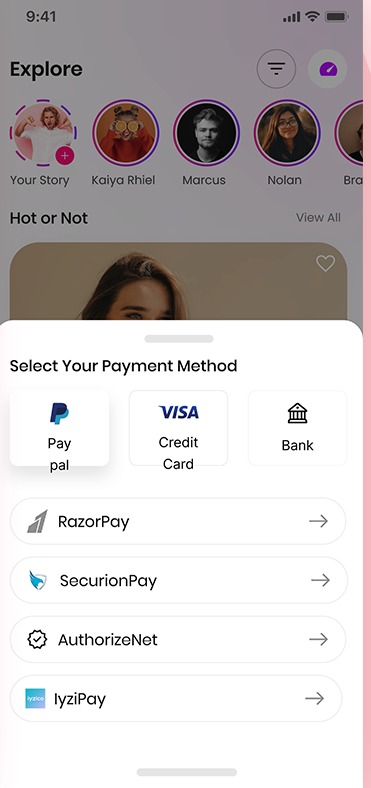 9:41
Explore
Your Story
Kaiya Rhiel
Marcus
Nolan
Bra
Hot or Not
View All
Select Your Payment Method
Pay
pal
VISA
Credit
Card
Bank
RazorPay
SecurionPay
AuthorizeNet
iyzico
IyziPay